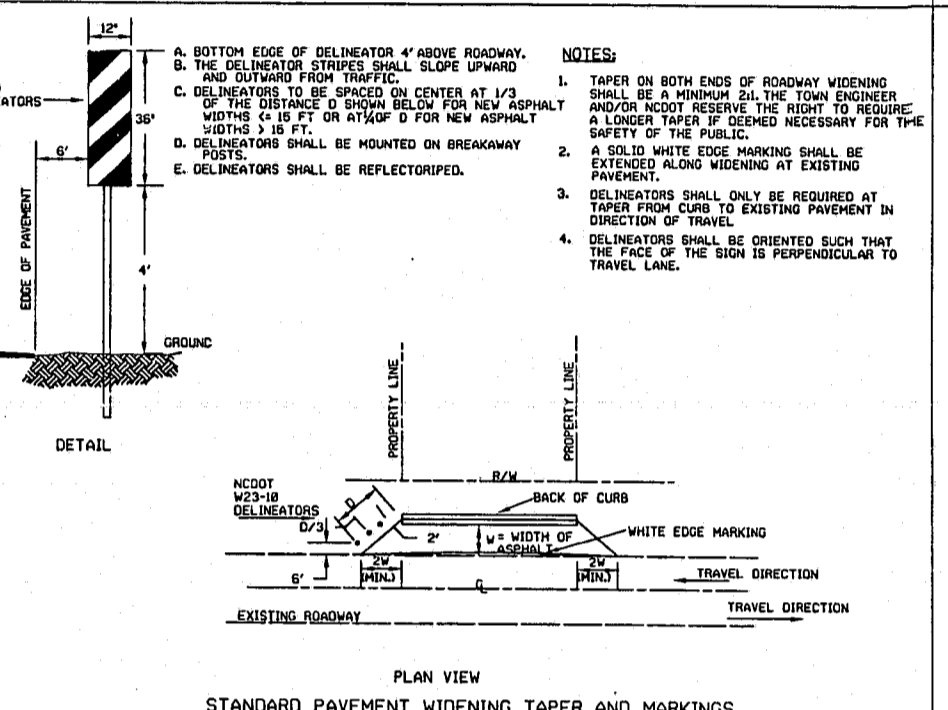 12"
ATORS
36"
6'
EDGE OF PAVEMENT
4'
GROUND
DETAIL
A. BOTTOM EDGE OF DELINEATOR 4' ABOVE ROADWAY.
B. THE DELINEATOR STRIPES SHALL SLOPE UPWARD
AND OUTWARD FROM TRAFFIC.
C. DELINEATORS TO BE SPACED ON CENTER AT 1/3
OF THE DISTANCE D SHOWN BELOW FOR NEW ASPHALT
WIDTHS <= 15 FT OR AT 1/4 OF D FOR NEW ASPHALT
WIDTHS > 15 FT.
D. DELINEATORS SHALL BE MOUNTED ON BREAKAWAY
POSTS.
E. DELINEATORS SHALL BE REFLECTORIPED.
NOTES:
1. TAPER ON BOTH ENDS OF ROADWAY WIDENING
SHALL BE A MINIMUM 2:1. THE TOWN ENGINEER
AND/OR NCDOT RESERVE THE RIGHT TO REQUIRE
A LONGER TAPER IF DEEMED NECESSARY FOR THE
SAFETY OF THE PUBLIC.
2. A SOLID WHITE EDGE MARKING SHALL BE
EXTENDED ALONG WIDENING AT EXISTING
PAVEMENT.
3. DELINEATORS SHALL ONLY BE REQUIRED AT
TAPER FROM CURB TO EXISTING PAVEMENT IN
DIRECTION OF TRAVEL
4. DELINEATORS SHALL BE ORIENTED SUCH THAT
THE FACE OF THE SIGN IS PERPENDICULAR TO
TRAVEL LANE.
PROPERTY LINE
PROPERTY LINE
R/W
NCDOT
W23-10
DELINEATORS
D
D/3
2'
BACK OF CURB
W = WIDTH OF
ASPHALT
WHITE EDGE MARKING
6'
2W
(MIN.)
2W
(MIN.)
CL
TRAVEL DIRECTION
TRAVEL DIRECTION
EXISTING ROADWAY
PLAN VIEW
STANDARD PAVEMENT WIDENING TAPER AND MARKINGS